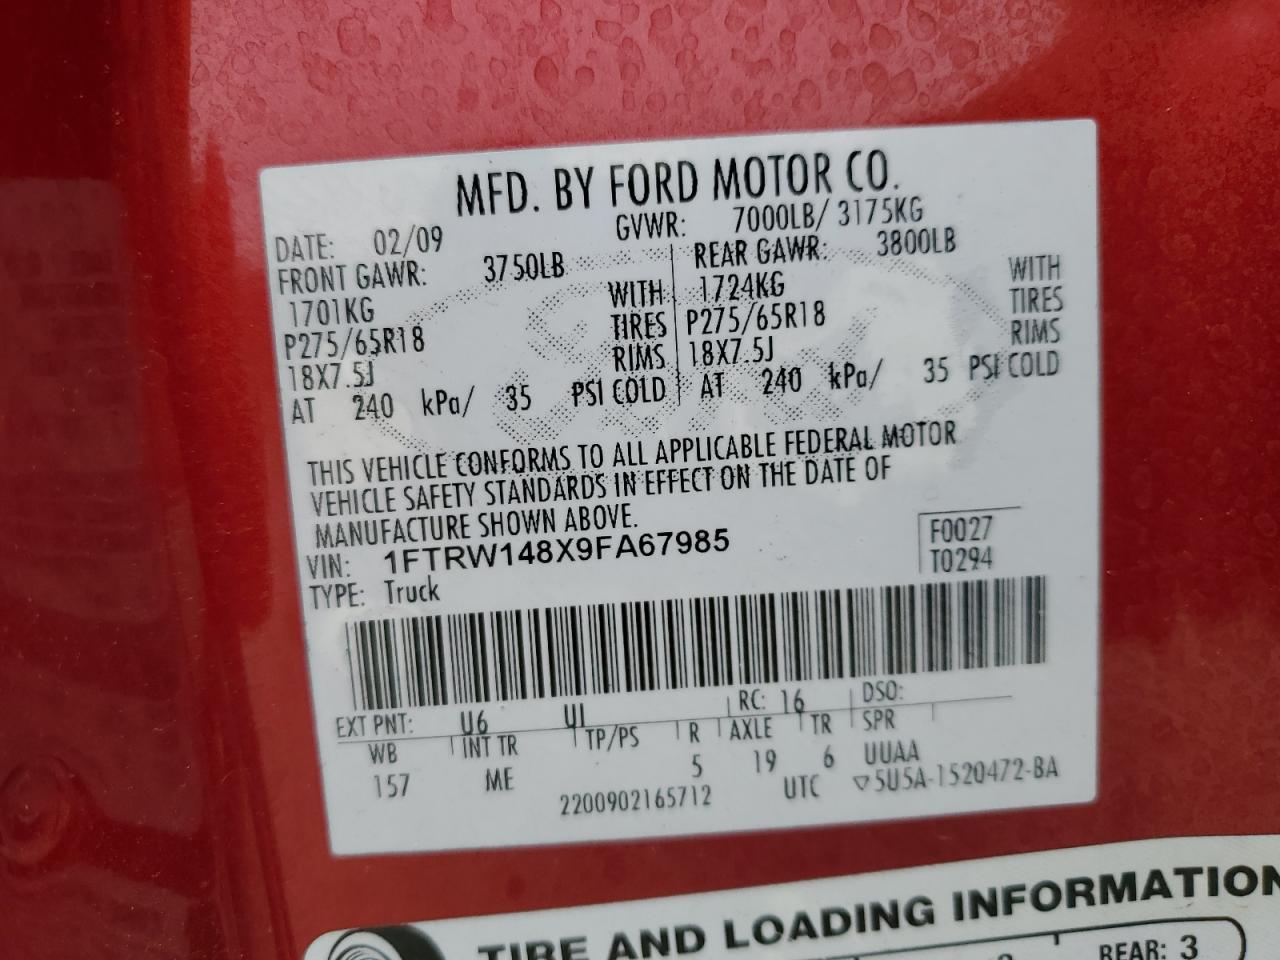 MFD. BY FORD MOTOR CO.
DATE: 02/09 GVWR: 7000LB/ 3175KG
FRONT GAWR: 3750LB REAR GAWR: 3800LB
1701KG WITH 1724KG WITH
P275/65R18 TIRES P275/65R18 TIRES
18X7.5J RIMS 18X7.5J RIMS
AT 240 kPa/ 35 PSI COLD AT 240 kPa/ 35 PSI COLD
THIS VEHICLE CONFORMS TO ALL APPLICABLE FEDERAL MOTOR
VEHICLE SAFETY STANDARDS IN EFFECT ON THE DATE OF
MANUFACTURE SHOWN ABOVE.
VIN: 1FTRW148X9FA67985 F0027
TYPE: Truck T0294
EXT PNT: U6 U1 RC: 16 DSO:
WB INT TR TP/PS R AXLE TR SPR
157 ME 5 19 6 UUAA
2200902165712 UTC ▽5U5A-1520472-BA
TIRE AND LOADING INFORMATION
REAR: 3